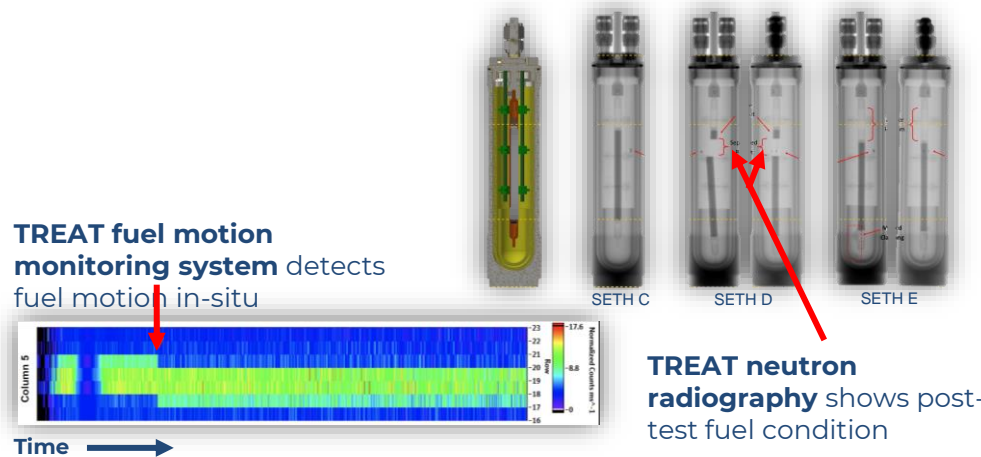 SETH C
SETH D
SETH E
TREAT fuel motion
monitoring system detects
fuel motion in-situ
Column 5
23
22
21
20
19
18
17
16
Row
17.6
8.8
0
Normalized Counts ms^-1
Time
TREAT neutron
radiography shows post-
test fuel condition